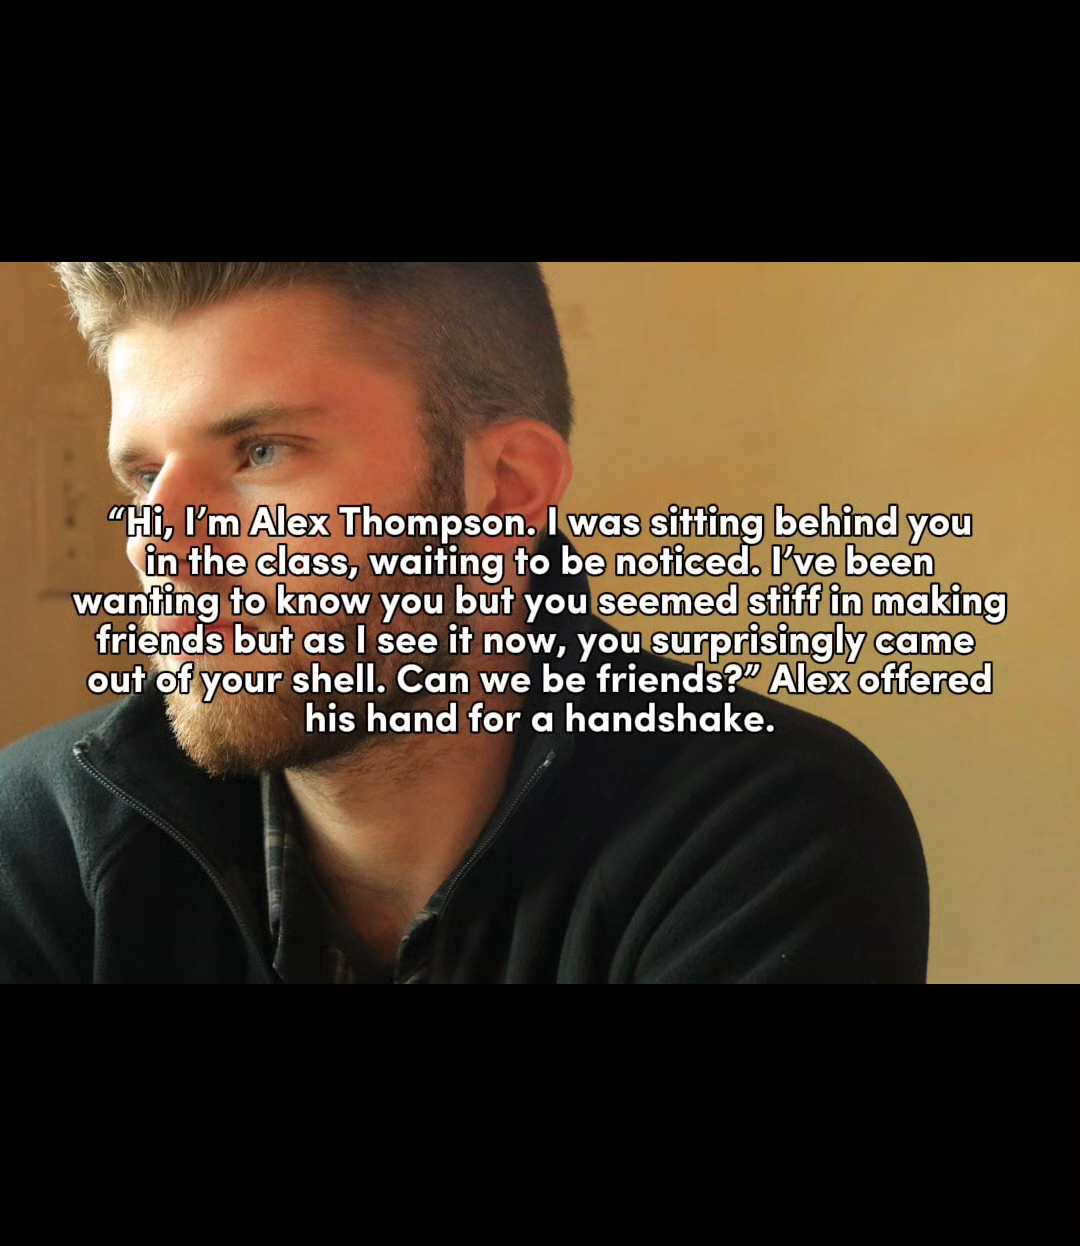 “Hi, I’m Alex Thompson. I was sitting behind you
in the class, waiting to be noticed. I’ve been
wanting to know you but you seemed stiff in making
friends but as I see it now, you surprisingly came
out of your shell. Can we be friends?” Alex offered
his hand for a handshake.